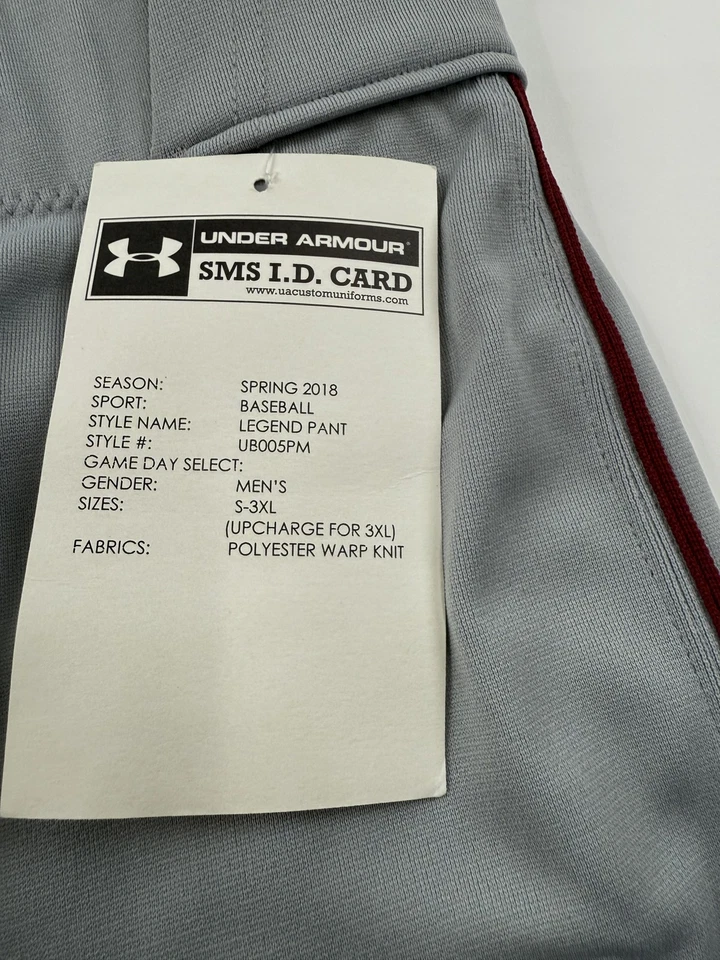 UNDER ARMOUR®
SMS I.D. CARD
www.uacustomuniforms.com
SEASON: SPRING 2018
SPORT: BASEBALL
STYLE NAME: LEGEND PANT
STYLE #: UB005PM
GAME DAY SELECT:
GENDER: MEN'S
SIZES: S-3XL
(UPCHARGE FOR 3XL)
FABRICS: POLYESTER WARP KNIT